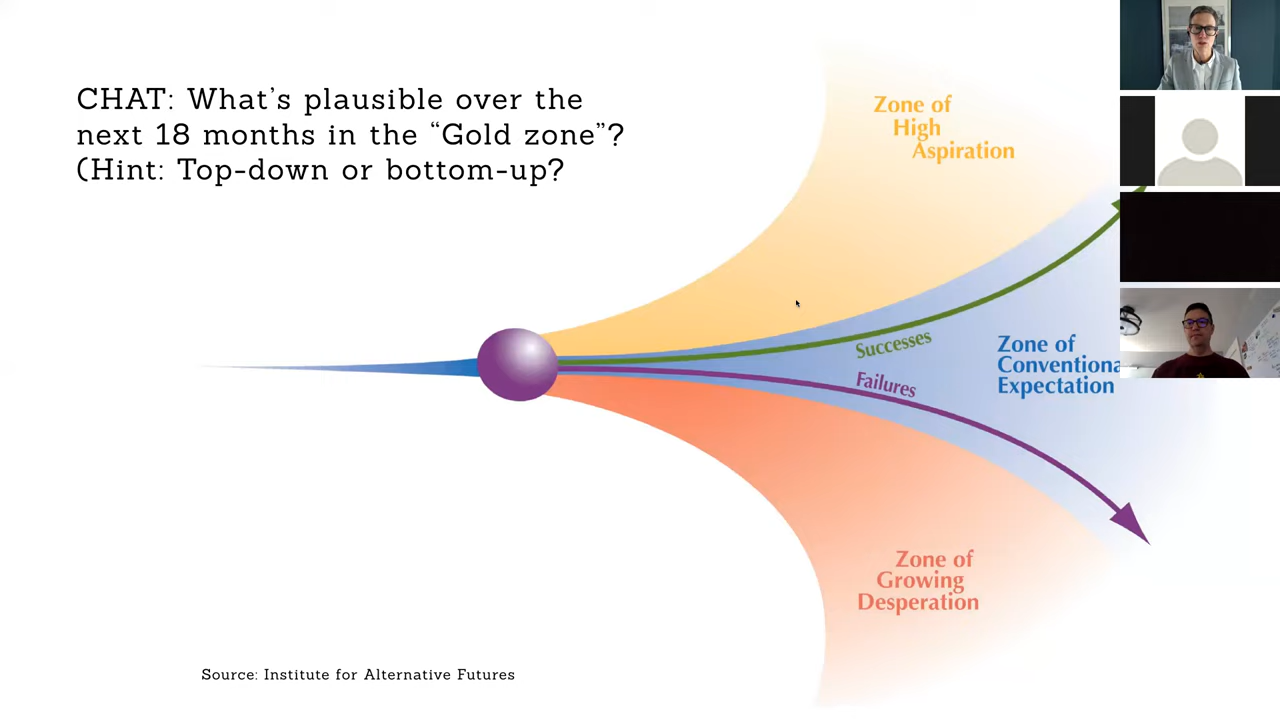 CHAT: What’s plausible over the
next 18 months in the “Gold zone”?
(Hint: Top-down or bottom-up?
Zone of
High
Aspiration
Successes
Failures
Zone of
Conventiona
Expectation
Zone of
Growing
Desperation
Source: Institute for Alternative Futures